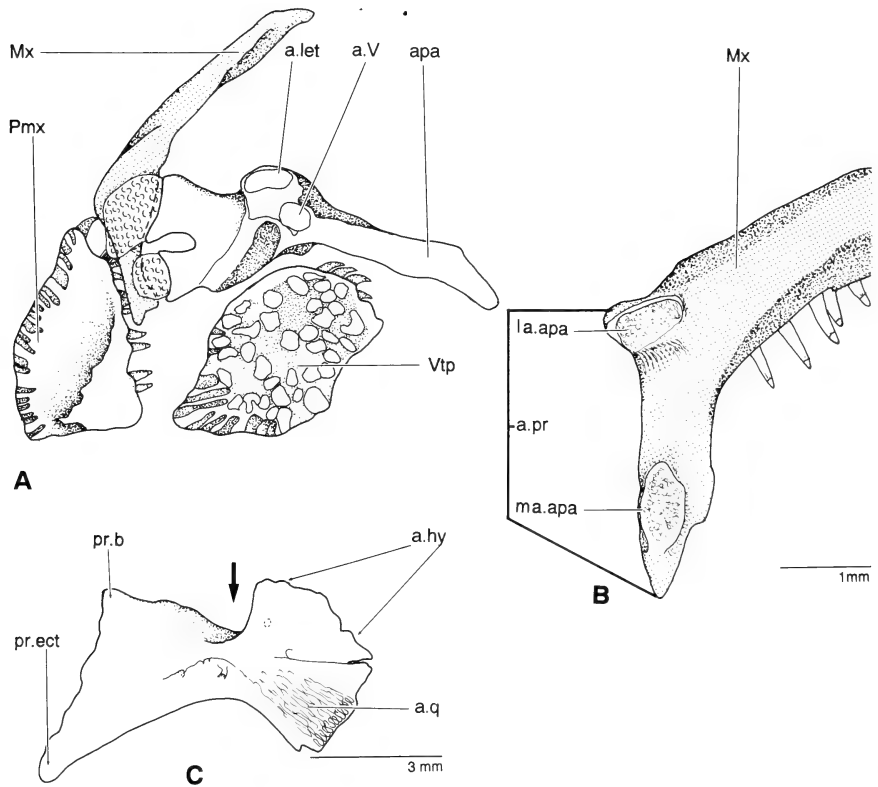 Mx
a.let
a.V
apa
Pmx
Vtp
A
Mx
la.apa
a.pr
ma.apa
1mm
B
pr.b
a.hy
pr.ect
a.q
3 mm
C